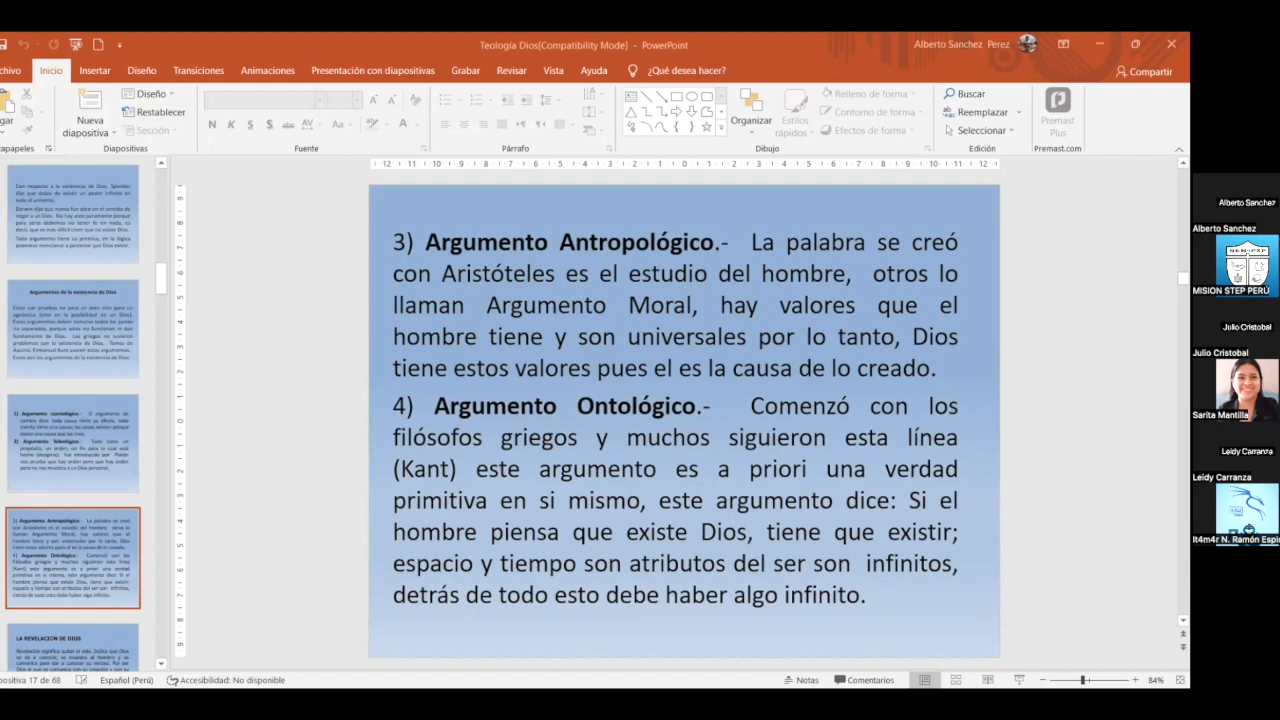 Teología Dios[Compatibility Mode] - PowerPoint
Alberto Sanchez Perez
Inicio Insertar Diseño Transiciones Animaciones Presentación con diapositivas Grabar Revisar Vista Ayuda ¿Qué desea hacer?
Compartir
Nueva diapositiva
Diseño
Restablecer
Sección
Organizar
Estilos rápidos
Relleno de forma
Contorno de forma
Efectos de forma
Buscar
Reemplazar
Seleccionar
Premast Plus
Diapositivas Fuente Párrafo Dibujo Edición Premast.com
Argumentos de la existencia de Dios
LA REVELACIÓN DE DIOS
3) Argumento Antropológico.- La palabra se creó
con Aristóteles es el estudio del hombre, otros lo
llaman Argumento Moral, hay valores que el
hombre tiene y son universales por lo tanto, Dios
tiene estos valores pues el es la causa de lo creado.
4) Argumento Ontológico.- Comenzó con los
filósofos griegos y muchos siguieron esta línea
(Kant) este argumento es a priori una verdad
primitiva en si mismo, este argumento dice: Si el
hombre piensa que existe Dios, tiene que existir;
espacio y tiempo son atributos del ser son infinitos,
detrás de todo esto debe haber algo infinito.
Alberto Sanchez
Alberto Sanchez
MISION STEP PERÚ
Julio Cristobal
Julio Cristobal
Sarita Mantilla
Leidy Carranza
Leidy Carranza
It4m4r N. Ramón Espir
positiva 17 de 68 Español (Perú) Accesibilidad: No disponible
Notas Comentarios 84%